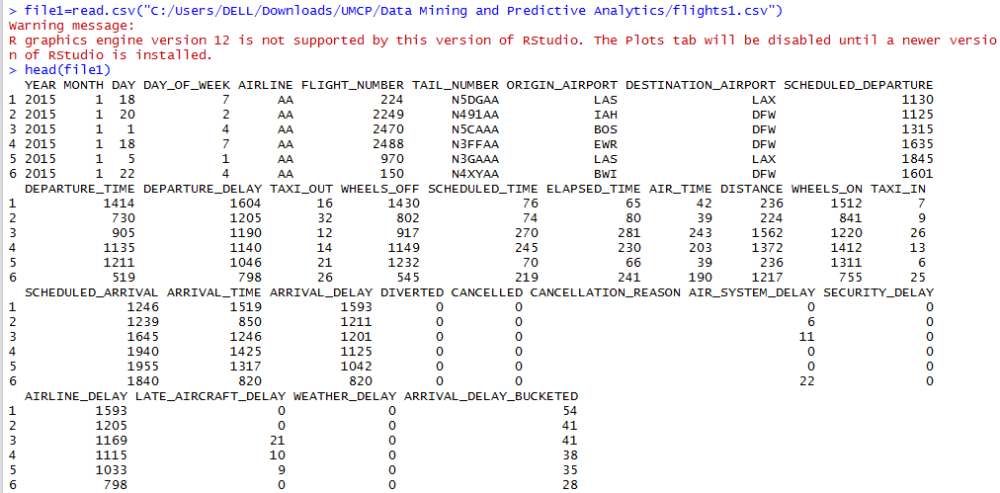 > file1=read.csv("C:/Users/DELL/Downloads/UMCP/Data Mining and Predictive Analytics/flights1.csv")
Warning message:
R graphics engine version 12 is not supported by this version of RStudio. The Plots tab will be disabled until a newer versio
n of RStudio is installed.
> head(file1)
  YEAR MONTH DAY DAY_OF_WEEK AIRLINE FLIGHT_NUMBER TAIL_NUMBER ORIGIN_AIRPORT DESTINATION_AIRPORT SCHEDULED_DEPARTURE
1 2015     1  18           7      AA           224      N5DGAA            LAS                 LAX                1130
2 2015     1  20           2      AA          2249      N491AA            IAH                 DFW                1125
3 2015     1   1           4      AA          2470      N5CAAA            BOS                 DFW                1315
4 2015     1  18           7      AA          2488      N3FFAA            EWR                 DFW                1635
5 2015     1   5           1      AA           970      N3GAAA            LAS                 LAX                1845
6 2015     1  22           4      AA           150      N4XYAA            BWI                 DFW                1601
  DEPARTURE_TIME DEPARTURE_DELAY TAXI_OUT WHEELS_OFF SCHEDULED_TIME ELAPSED_TIME AIR_TIME DISTANCE WHEELS_ON TAXI_IN
1           1414            1604       16       1430             76           65       42      236      1512       7
2            730            1205       32        802             74           80       39      224       841       9
3            905            1190       12        917            270          281      243     1562      1220      26
4           1135            1140       14       1149            245          230      203     1372      1412      13
5           1211            1046       21       1232             70           66       39      236      1311       6
6            519             798       26        545            219          241      190     1217       755      25
  SCHEDULED_ARRIVAL ARRIVAL_TIME ARRIVAL_DELAY DIVERTED CANCELLED CANCELLATION_REASON AIR_SYSTEM_DELAY SECURITY_DELAY
1              1246         1519          1593        0         0                                    0              0
2              1239          850          1211        0         0                                    6              0
3              1645         1246          1201        0         0                                   11              0
4              1940         1425          1125        0         0                                    0              0
5              1955         1317          1042        0         0                                    0              0
6              1840          820           820        0         0                                   22              0
  AIRLINE_DELAY LATE_AIRCRAFT_DELAY WEATHER_DELAY ARRIVAL_DELAY_BUCKETED
1          1593                   0             0                     54
2          1205                   0             0                     41
3          1169                  21             0                     41
4          1115                  10             0                     38
5          1033                   9             0                     35
6           798                   0             0                     28